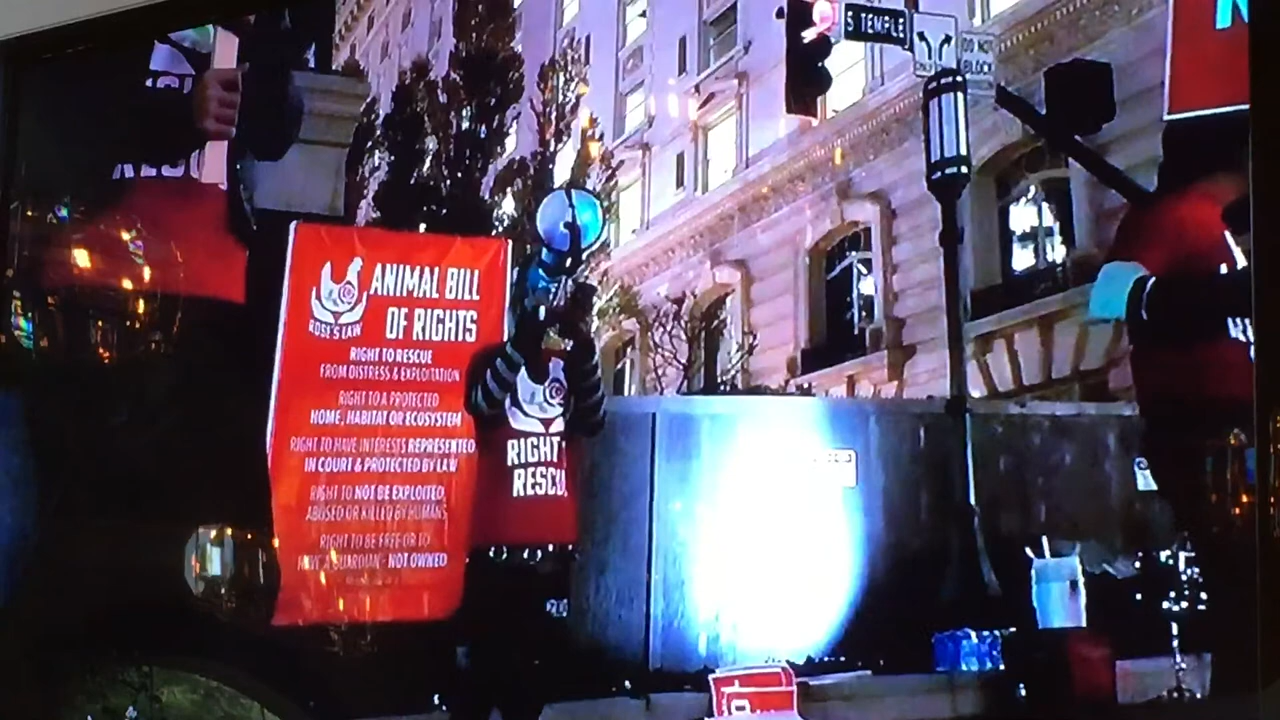 S TEMPLE
ONLY
DO NOT
BLOCK
ANIMAL BILL
OF RIGHTS
ROSE'S LAW
RIGHT TO RESCUE
FROM DISTRESS & EXPLOITATION
RIGHT TO A PROTECTED
HOME, HABITAT OR ECOSYSTEM
RIGHT TO HAVE INTERESTS REPRESENTED
IN COURT & PROTECTED BY LAW
RIGHT TO NOT BE EXPLOITED,
ABUSED OR KILLED BY HUMANS
RIGHT TO BE FREE OR TO
HAVE A GUARDIAN - NOT OWNED
RIGHT
RESCU